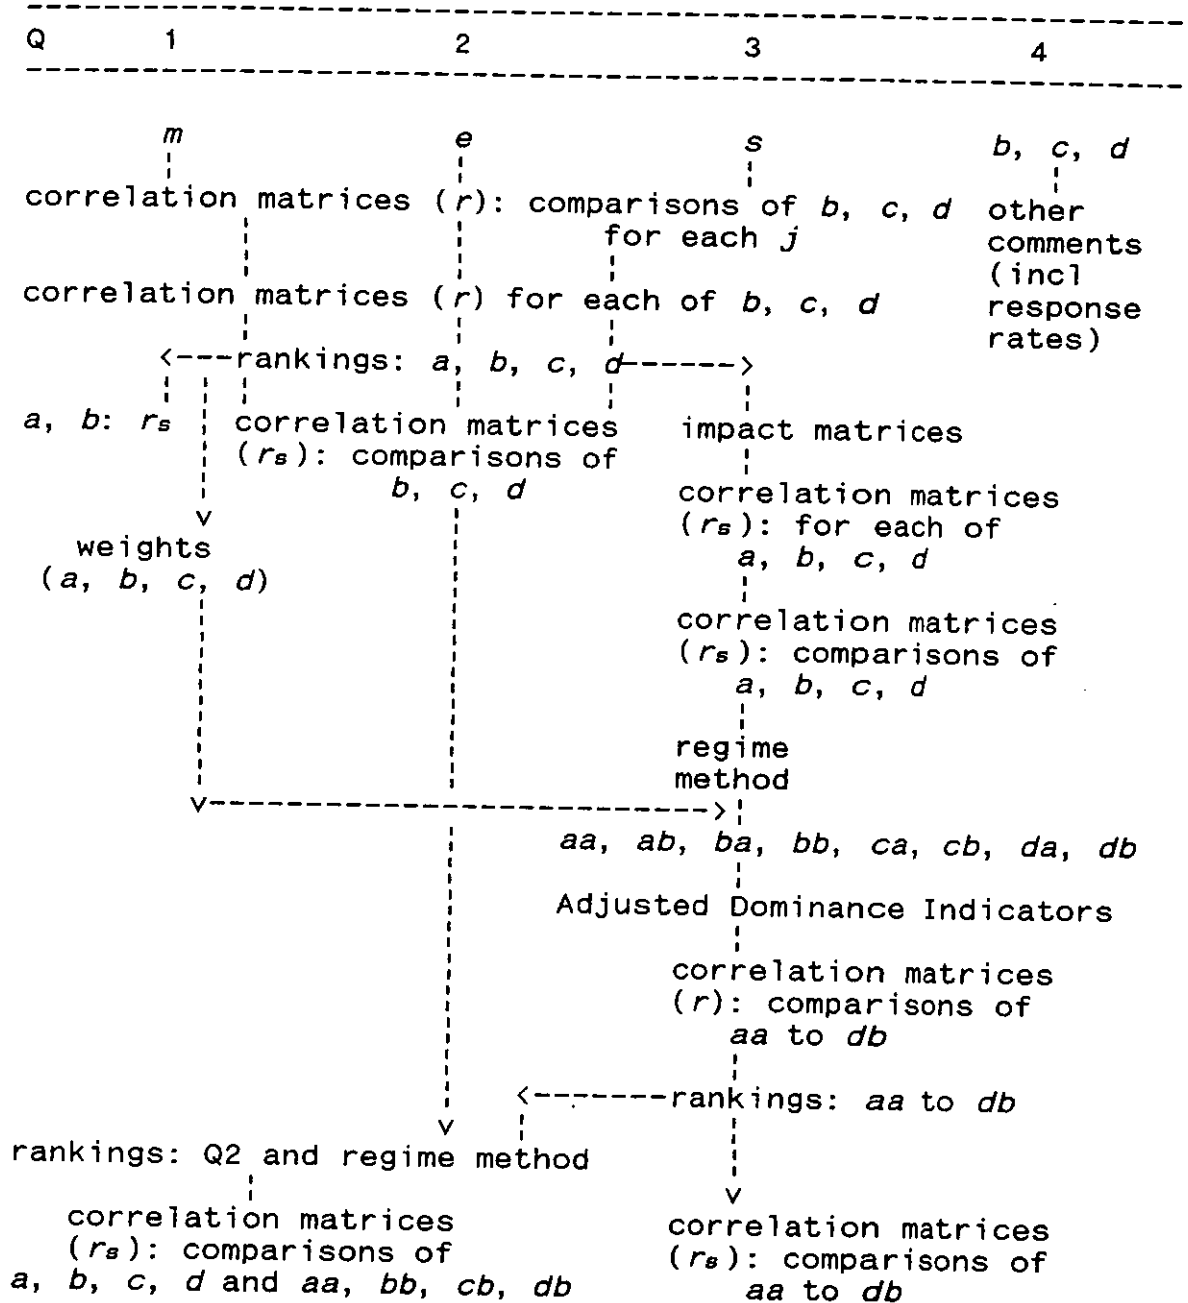 Q 1 2 3 4
m e s b, c, d
correlation matrices (r): comparisons of b, c, d other
for each j comments
(incl
correlation matrices (r) for each of b, c, d response
rates)
<---rankings: a, b, c, d------>
a, b: rs correlation matrices impact matrices
(rs): comparisons of
b, c, d correlation matrices
(rs): for each of
weights a, b, c, d
(a, b, c, d)
correlation matrices
(rs): comparisons of
a, b, c, d
regime
method
aa, ab, ba, bb, ca, cb, da, db
Adjusted Dominance Indicators
correlation matrices
(r): comparisons of
aa to db
<-------rankings: aa to db
rankings: Q2 and regime method
correlation matrices correlation matrices
(rs): comparisons of (rs): comparisons of
a, b, c, d and aa, bb, cb, db aa to db